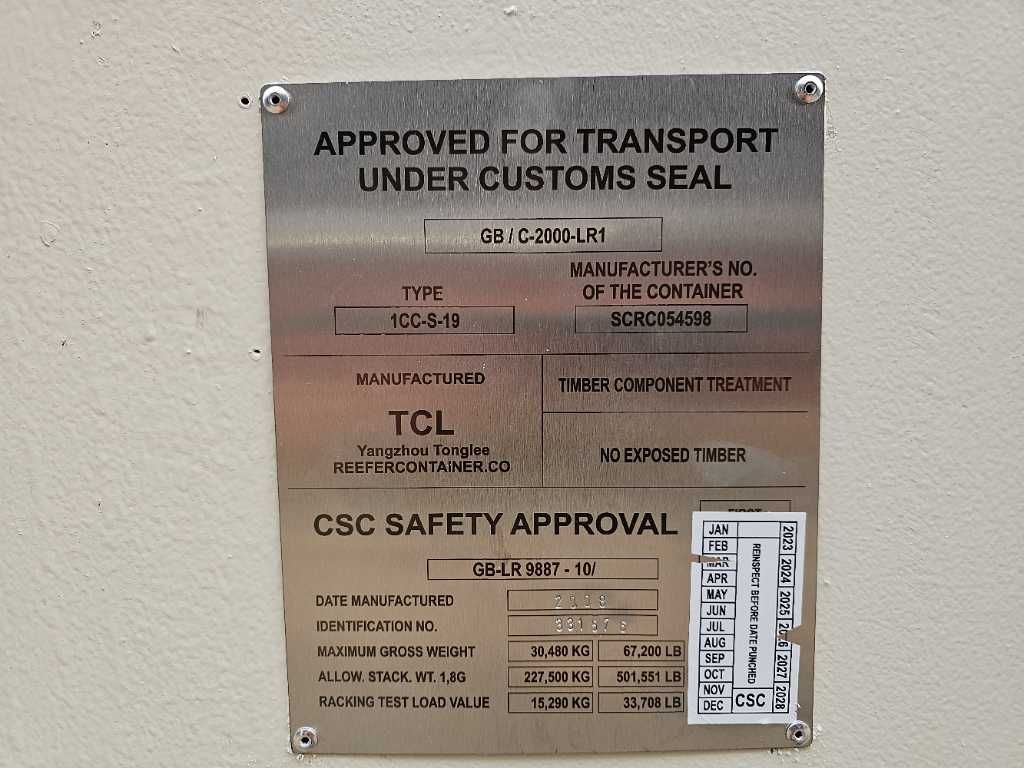 APPROVED FOR TRANSPORT
UNDER CUSTOMS SEAL
GB / C-2000-LR1
TYPE
1CC-S-19
MANUFACTURER'S NO.
OF THE CONTAINER
SCRC054598
MANUFACTURED
TCL
Yangzhou Tonglee
REEFERCONTAINER.CO
TIMBER COMPONENT TREATMENT
NO EXPOSED TIMBER
CSC SAFETY APPROVAL
GB-LR 9887 - 10/
DATE MANUFACTURED
IDENTIFICATION NO.
MAXIMUM GROSS WEIGHT 30,480 KG 67,200 LB
ALLOW. STACK. WT. 1,8G 227,500 KG 501,551 LB
RACKING TEST LOAD VALUE 15,290 KG 33,708 LB
JAN
FEB
MAR
APR
MAY
JUN
JUL
AUG
SEP
OCT
NOV
DEC
REINSPECT BEFORE DATE PUNCHED
CSC
2023 2024 2025 2026 2027 2028